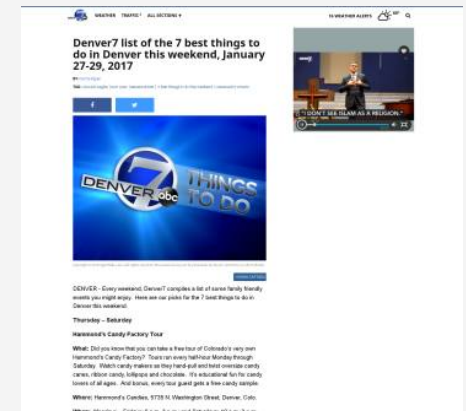 WEATHER TRAFFIC ALL SECTIONS
16 WEATHER ALERTS
Denver7 list of the 7 best things to
do in Denver this weekend, January
27-29, 2017
"I DON'T SEE ISLAM AS A RELIGION."
DENVER 7 abc
THINGS
TO DO
DENVER - Every weekend, Denver7 compiles a list of some family friendly
events you might enjoy. Here are our picks for the 7 best things to do in
Denver this weekend.
Thursday – Saturday
Hammond's Candy Factory Tour
What: Did you know that you can take a free tour of Colorado's very own
Hammond's Candy Factory? Tours run every half-hour Monday through
Saturday. Watch candy makers as they hand-pull and twist oversize candy
canes, ribbon candy, lollipops and chocolate. It's educational fun for candy
lovers of all ages. And bonus, every tour guest gets a free candy sample.
Where: Hammond's Candies, 5735 N. Washington Street, Denver, Colo.